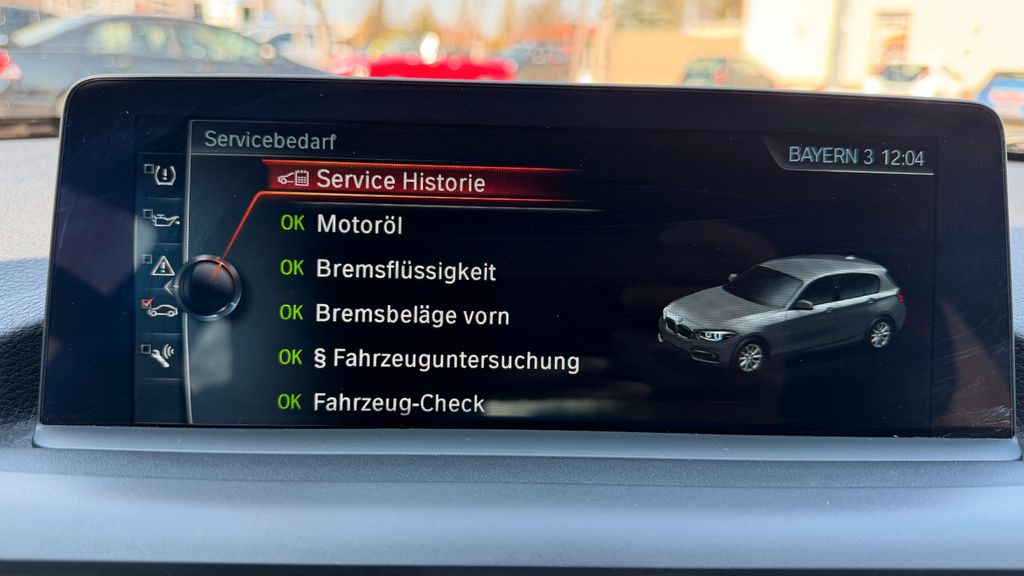 Servicebedarf
BAYERN 3 12:04
Service Historie
OK Motoröl
OK Bremsflüssigkeit
OK Bremsbeläge vorn
OK § Fahrzeuguntersuchung
OK Fahrzeug-Check